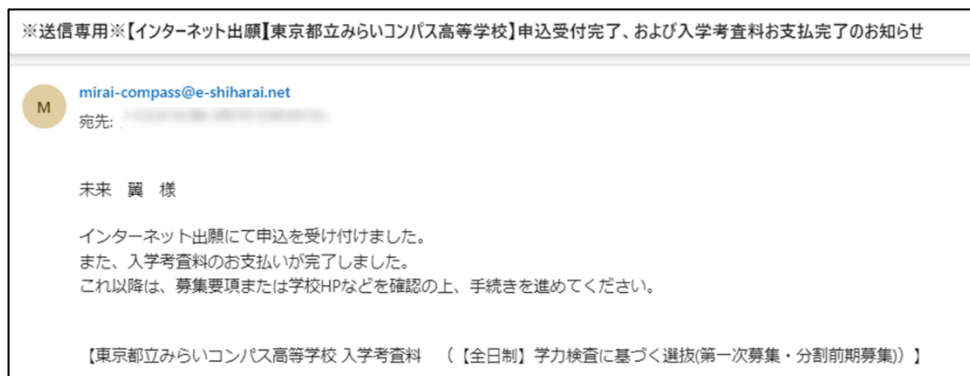 ※送信専用※【インターネット出願【東京都立みらいコンパス高等学校】申込受付完了、および入学考査料お支払完了のお知らせ
M
mirai-compass@e-shiharai.net
宛先:
未来 翼 様
インターネット出願にて申込を受け付けました。
また、入学考査料のお支払いが完了しました。
これ以降は、募集要項または学校HPなどを確認の上、手続きを進めてください。
【東京都立みらいコンパス高等学校 入学考査料 （【全日制】学力検査に基づく選抜(第一次募集・分割前期募集)）】